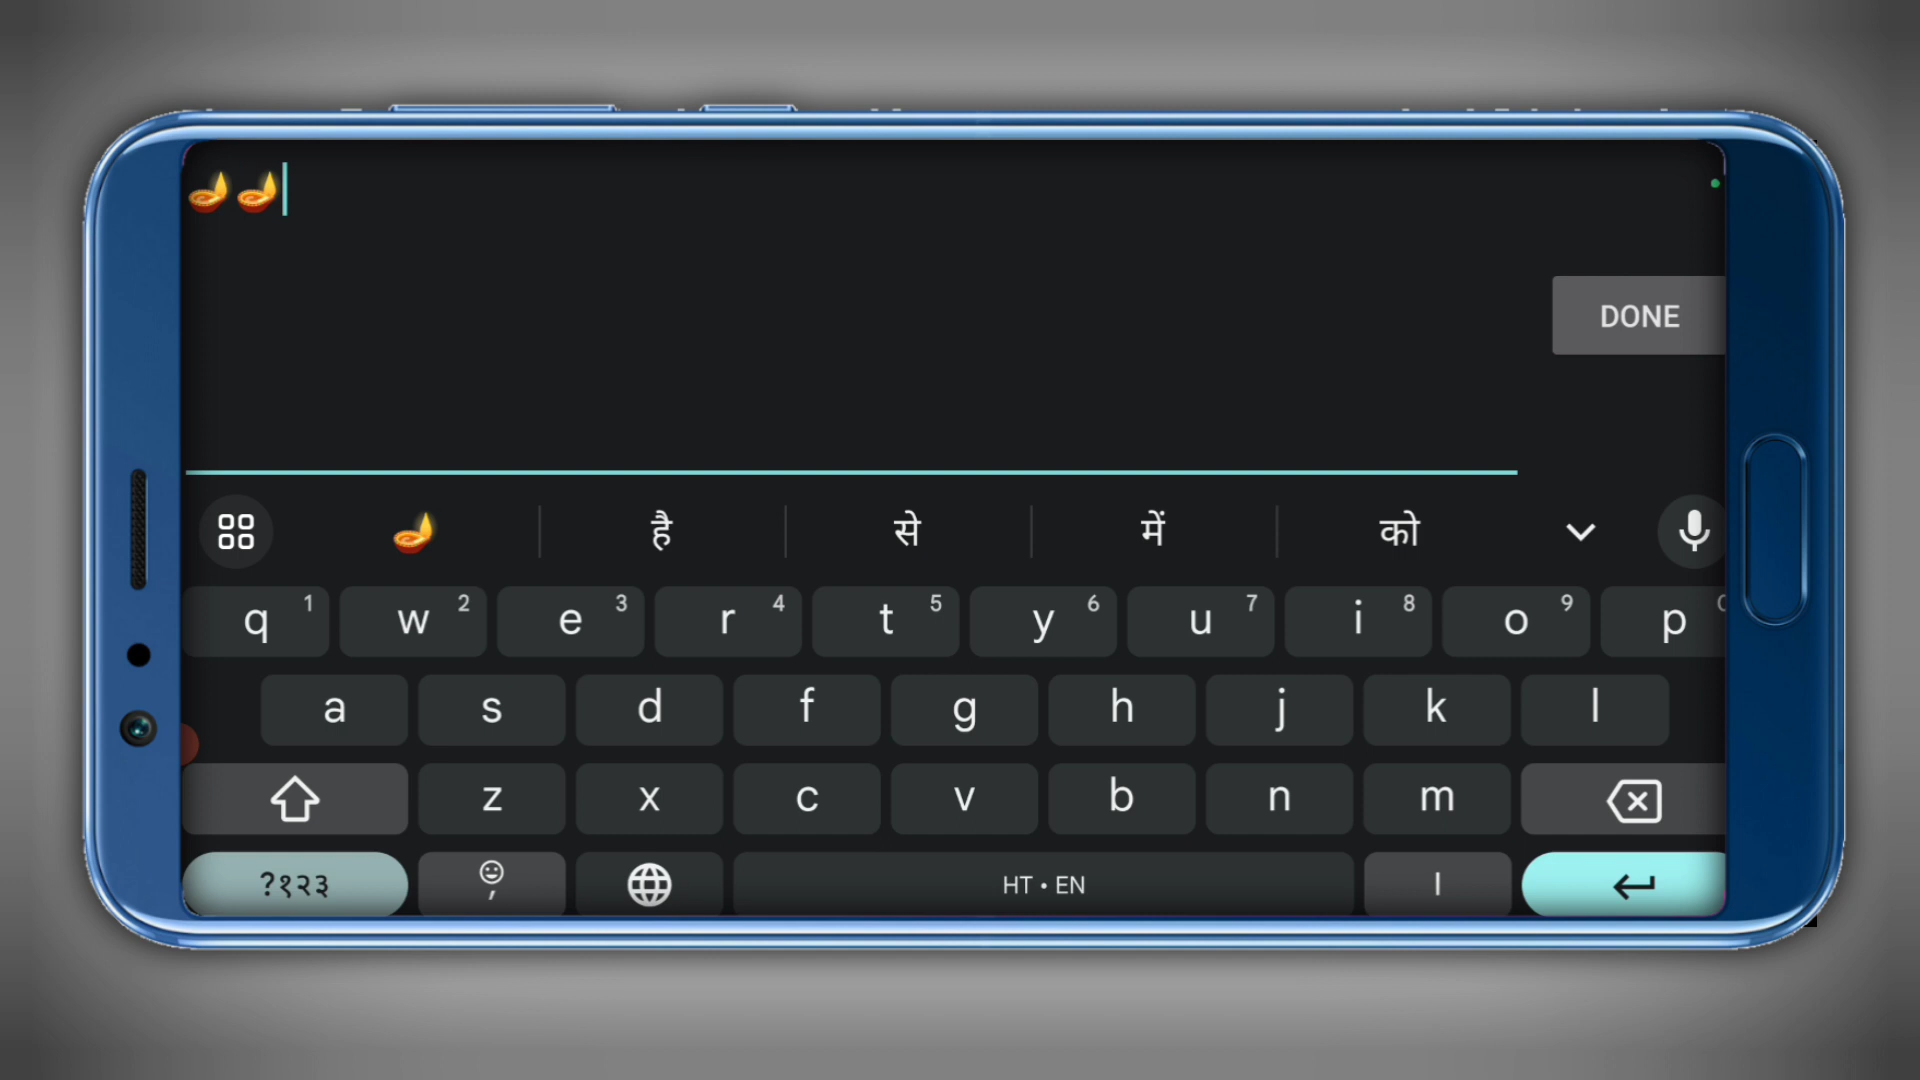 🪔🪔
DONE
🪔 है से में को
q 1 w 2 e 3 r 4 t 5 y 6 u 7 i 8 o 9 p
a s d f g h j k l
z x c v b n m
?१२३ , HT • EN ।